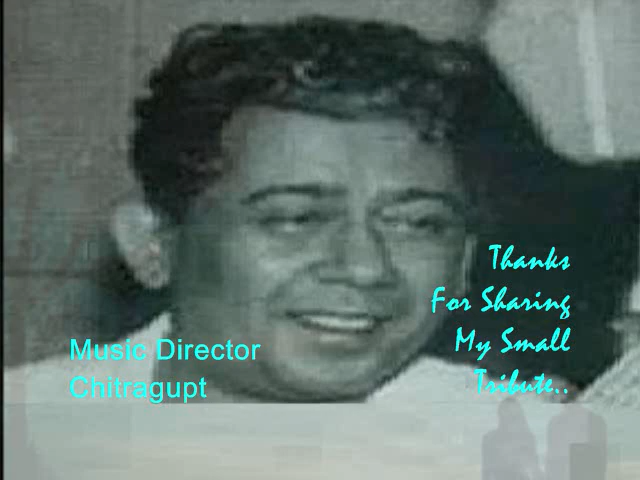 Thanks
For Sharing
My Small
Tribute..
Music Director
Chitragupt